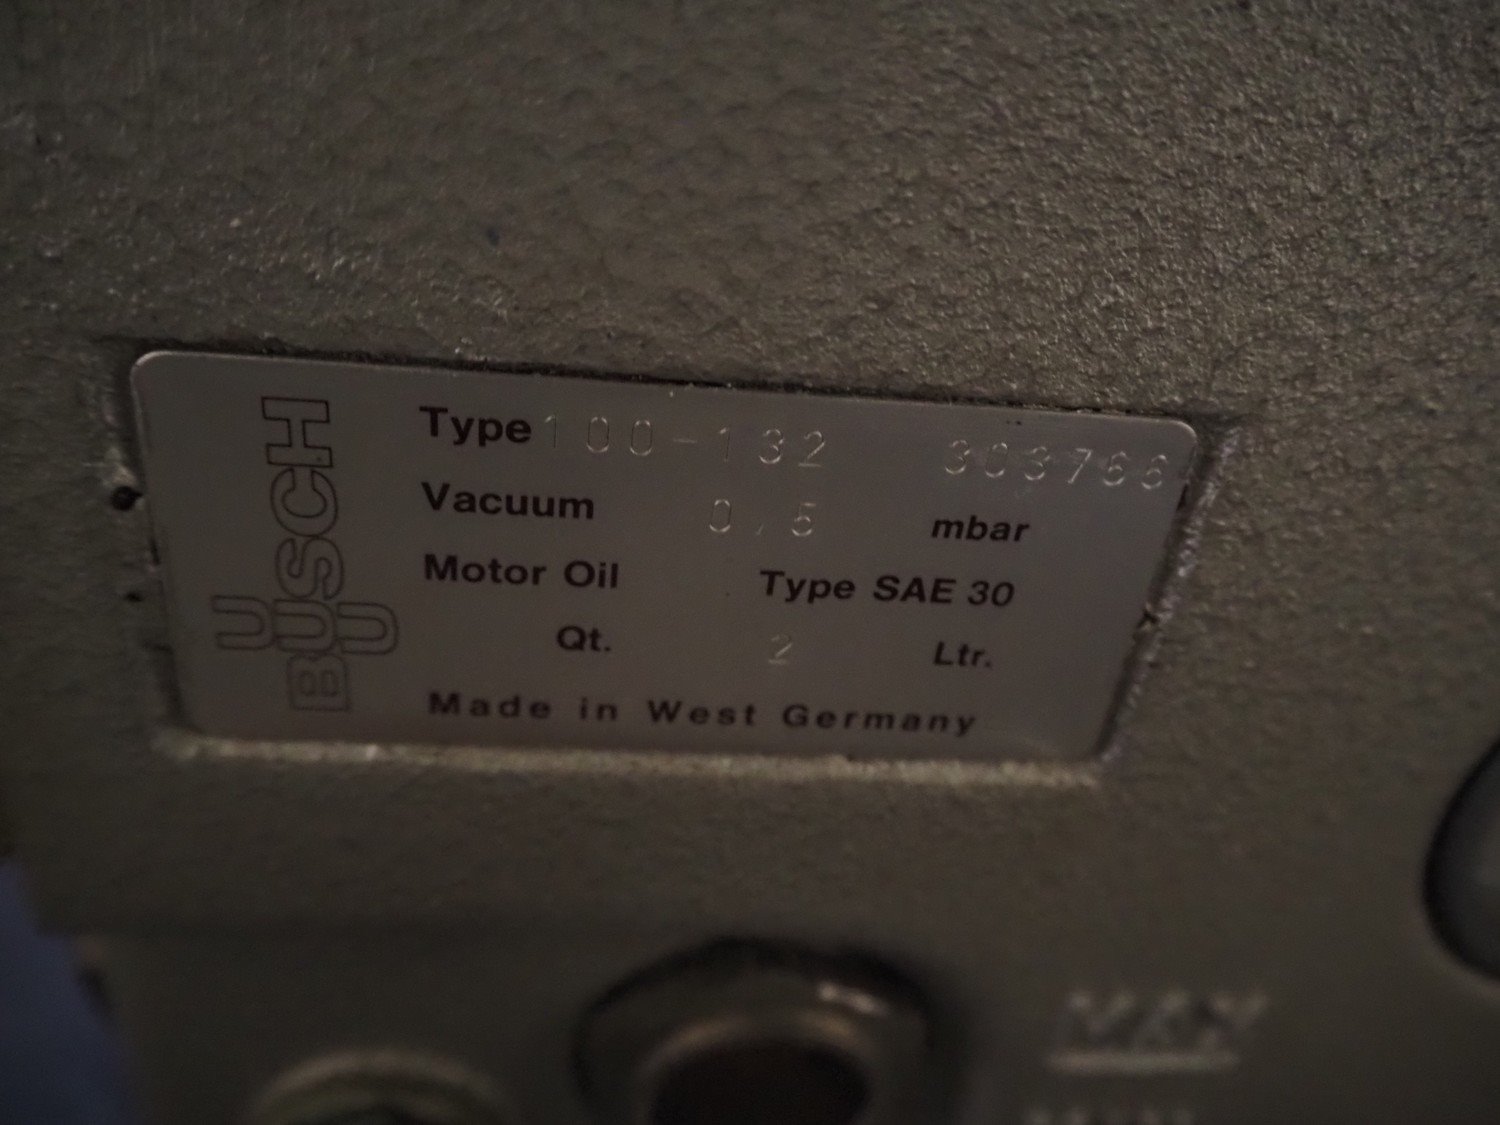 BUSCH
Type 100-132 303766
Vacuum 0,5 mbar
Motor Oil Type SAE 30
Qt. 2 Ltr.
Made in West Germany
MAX